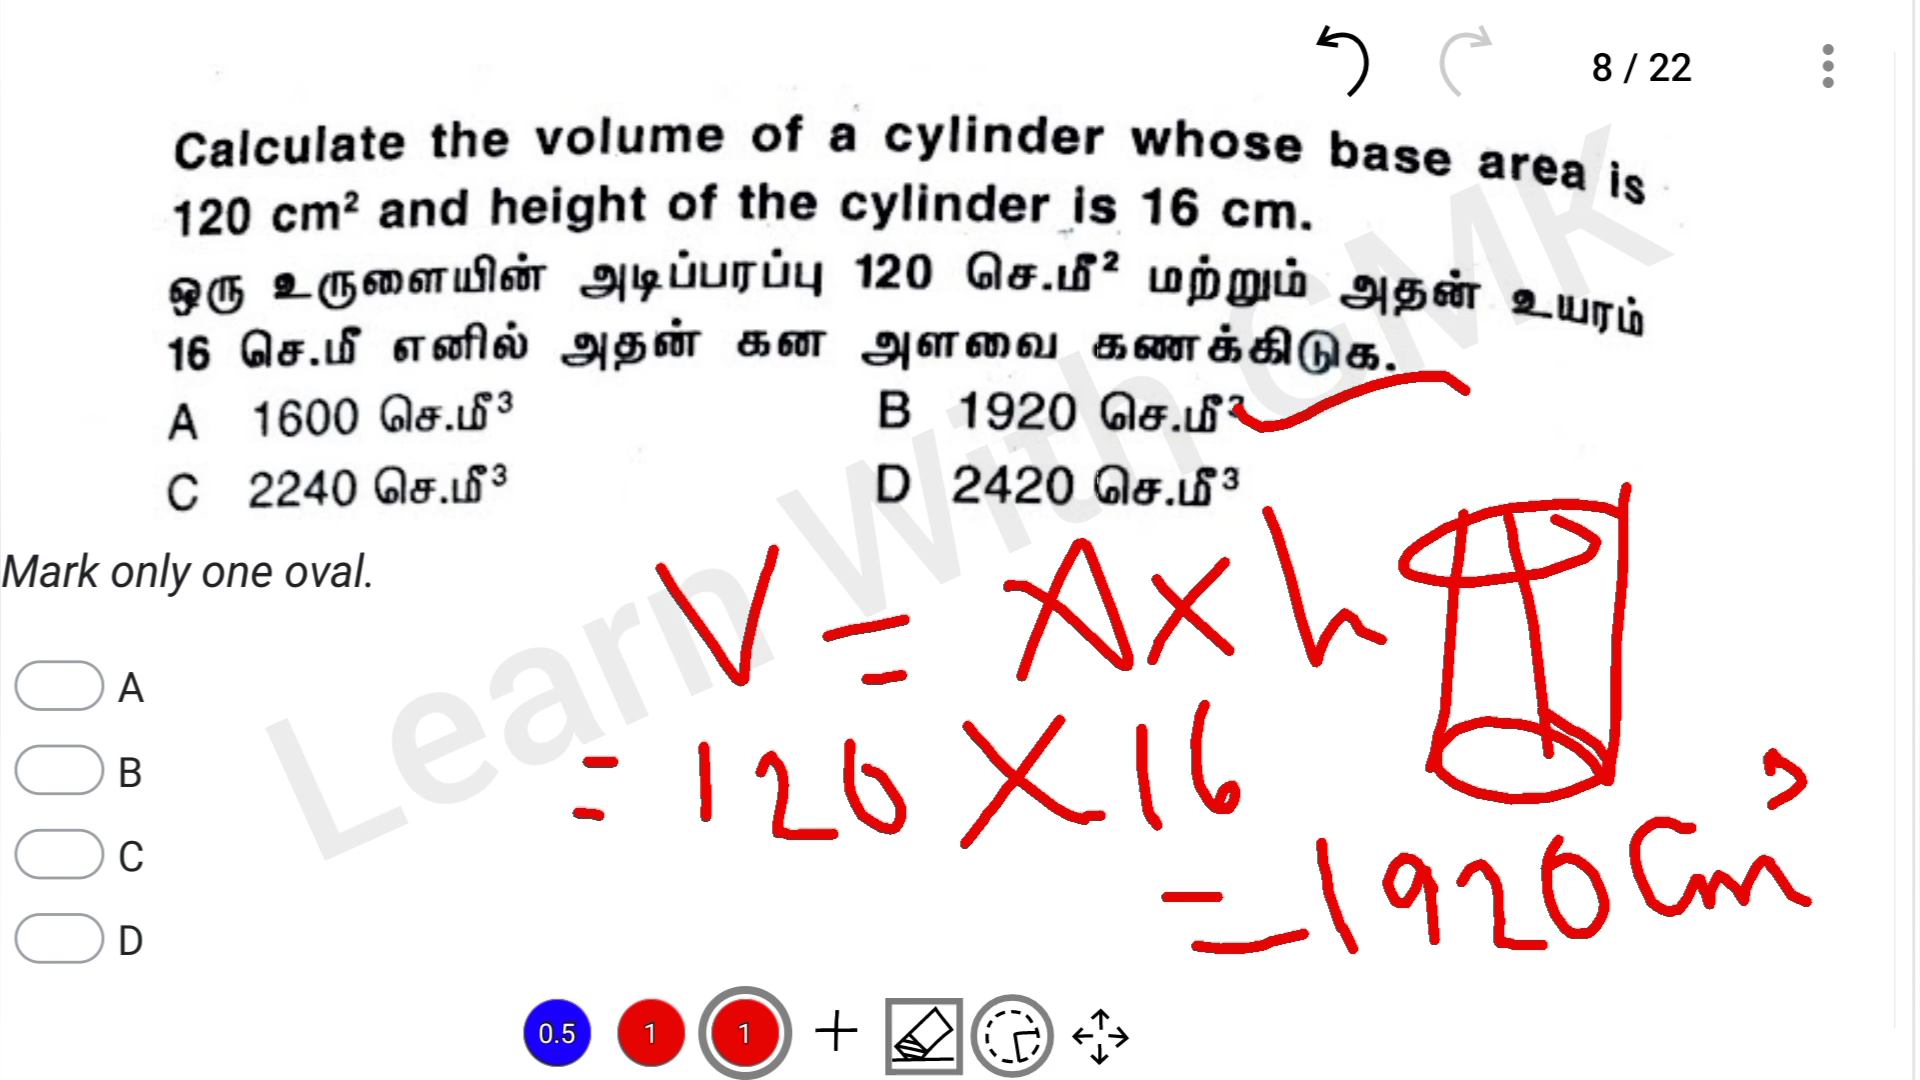 8 / 22
Calculate the volume of a cylinder whose base area is
120 cm² and height of the cylinder is 16 cm.
ஒரு உருளையின் அடிப்பரப்பு 120 செ.மீ² மற்றும் அதன் உயரம்
16 செ.மீ எனில் அதன் கன அளவை கணக்கிடுக.
A 1600 செ.மீ³ B 1920 செ.மீ³
C 2240 செ.மீ³ D 2420 செ.மீ³
Mark only one oval.
V = A × h
= 120 × 16
= 1920 Cm³
A
B
C
D
Learn With GMK
0.5 1 1